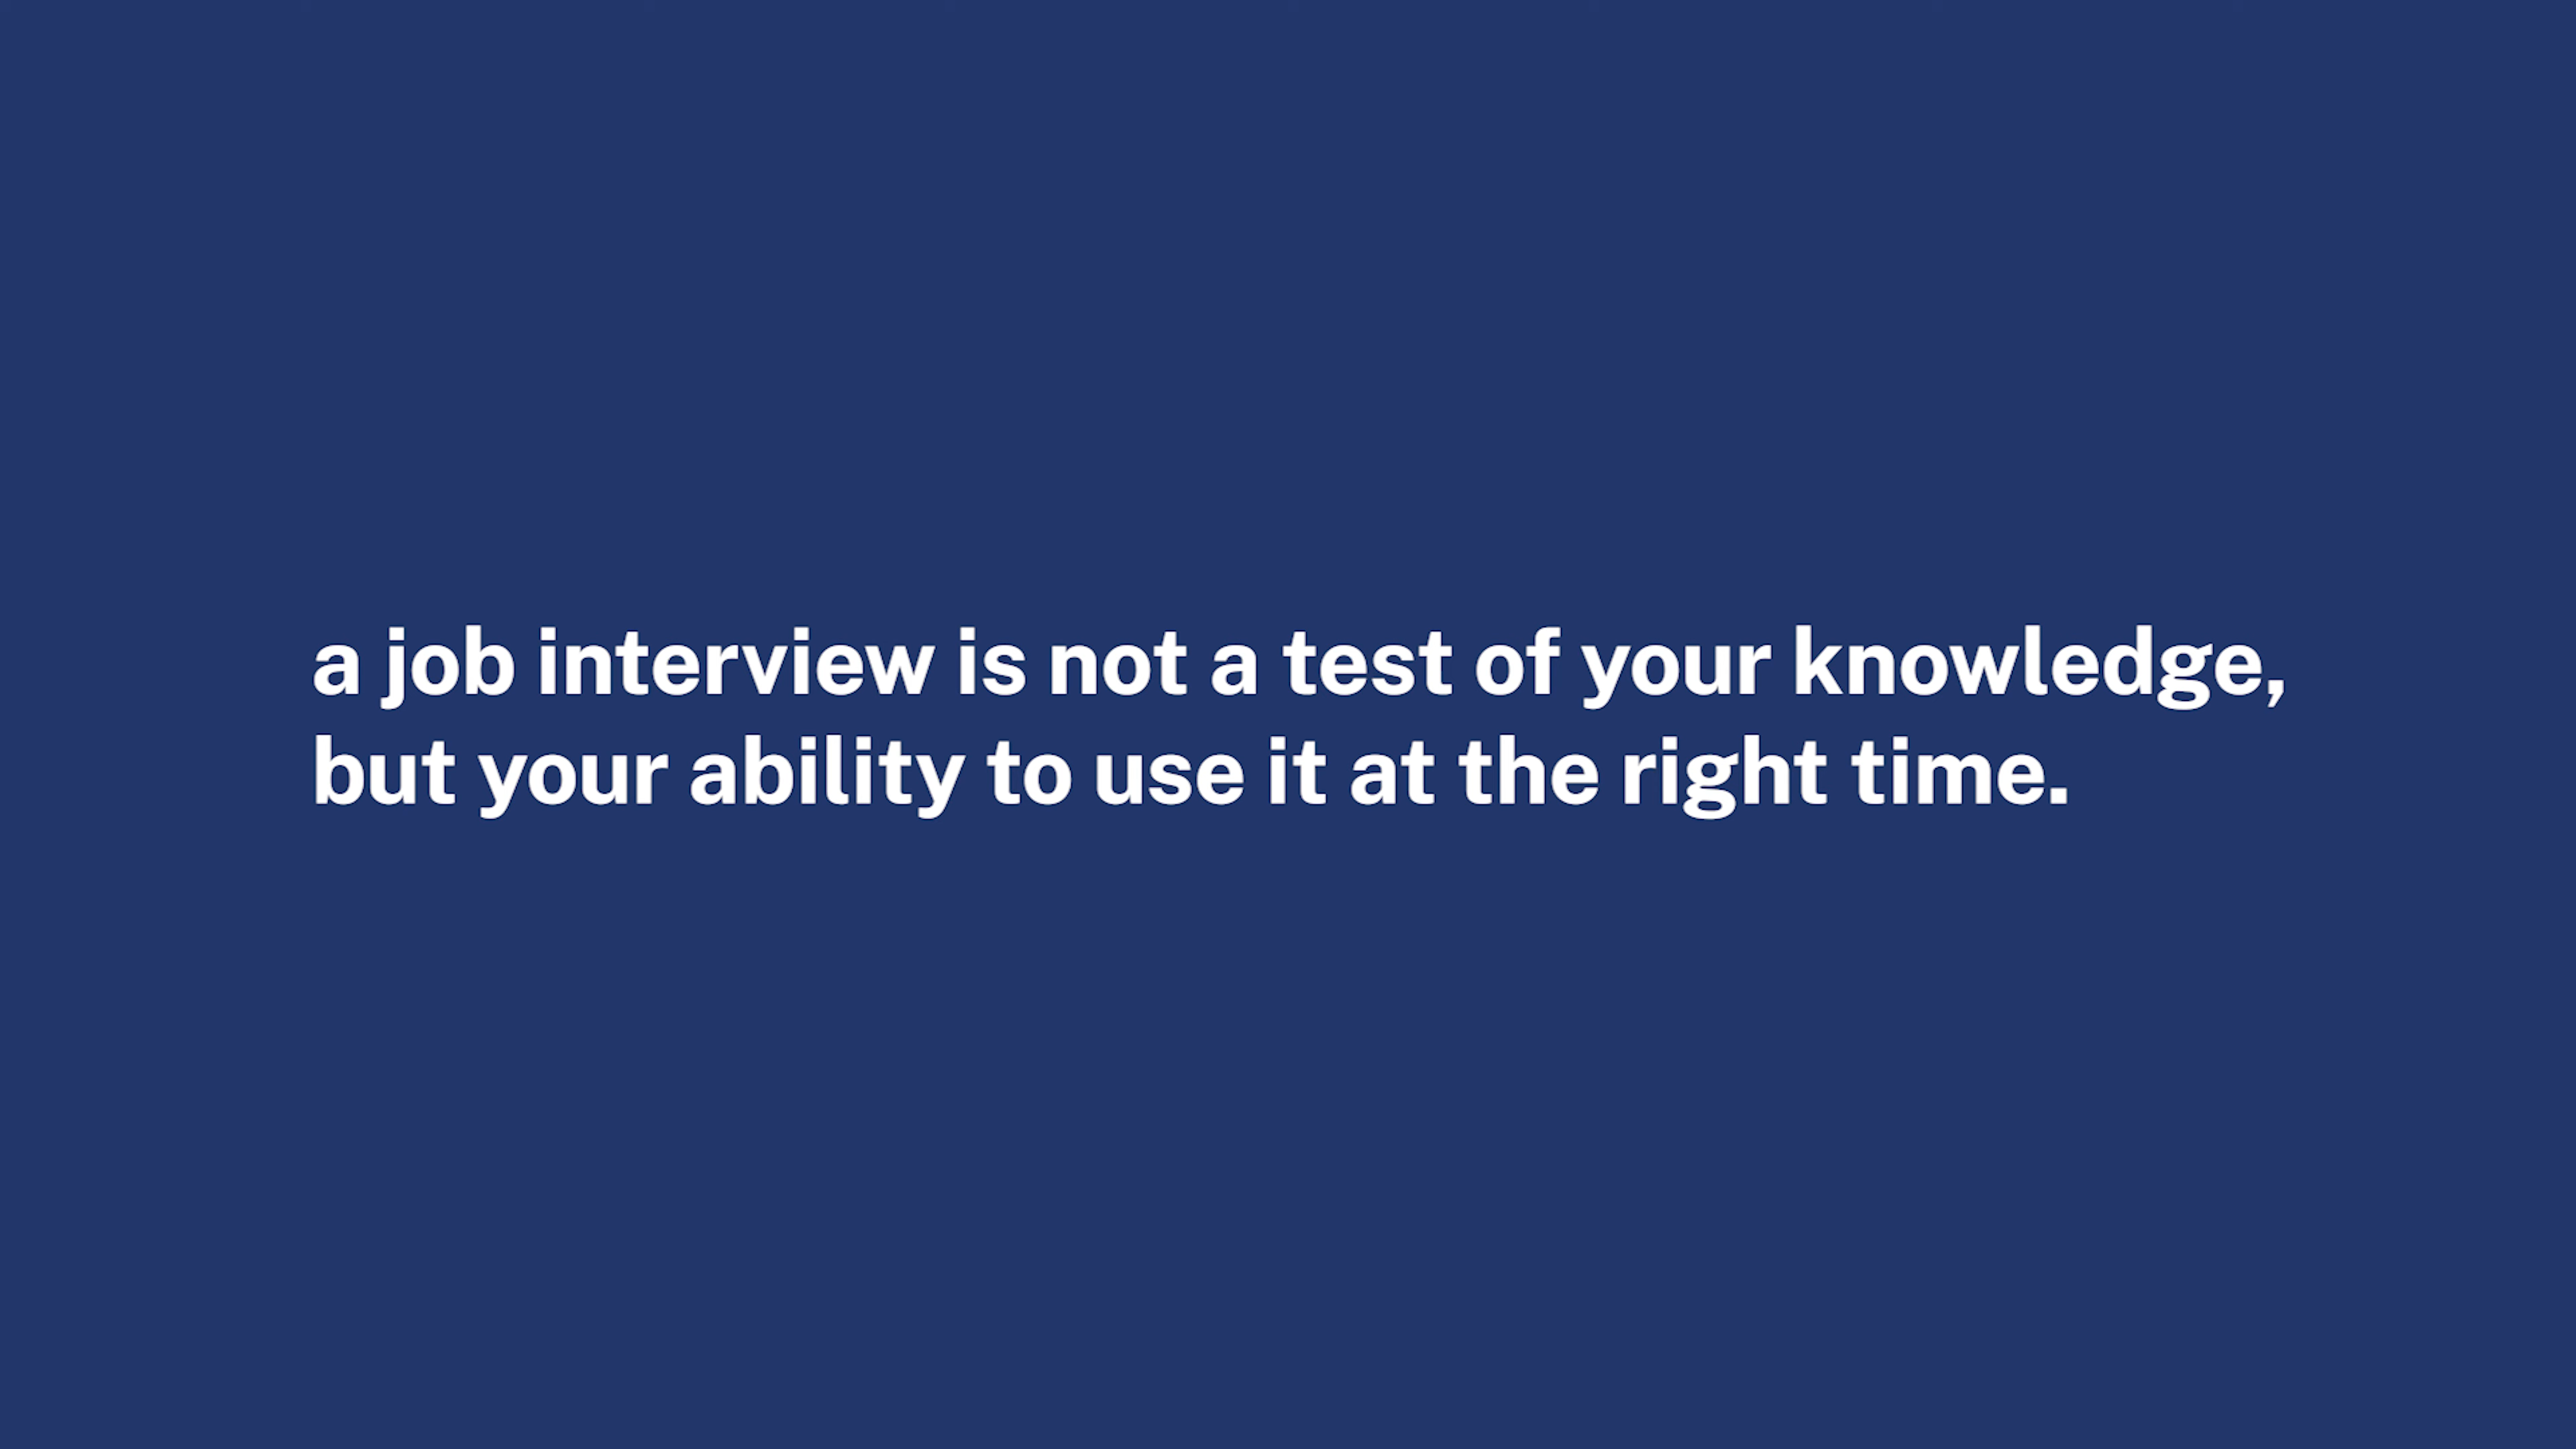 a job interview is not a test of your knowledge,
but your ability to use it at the right time.